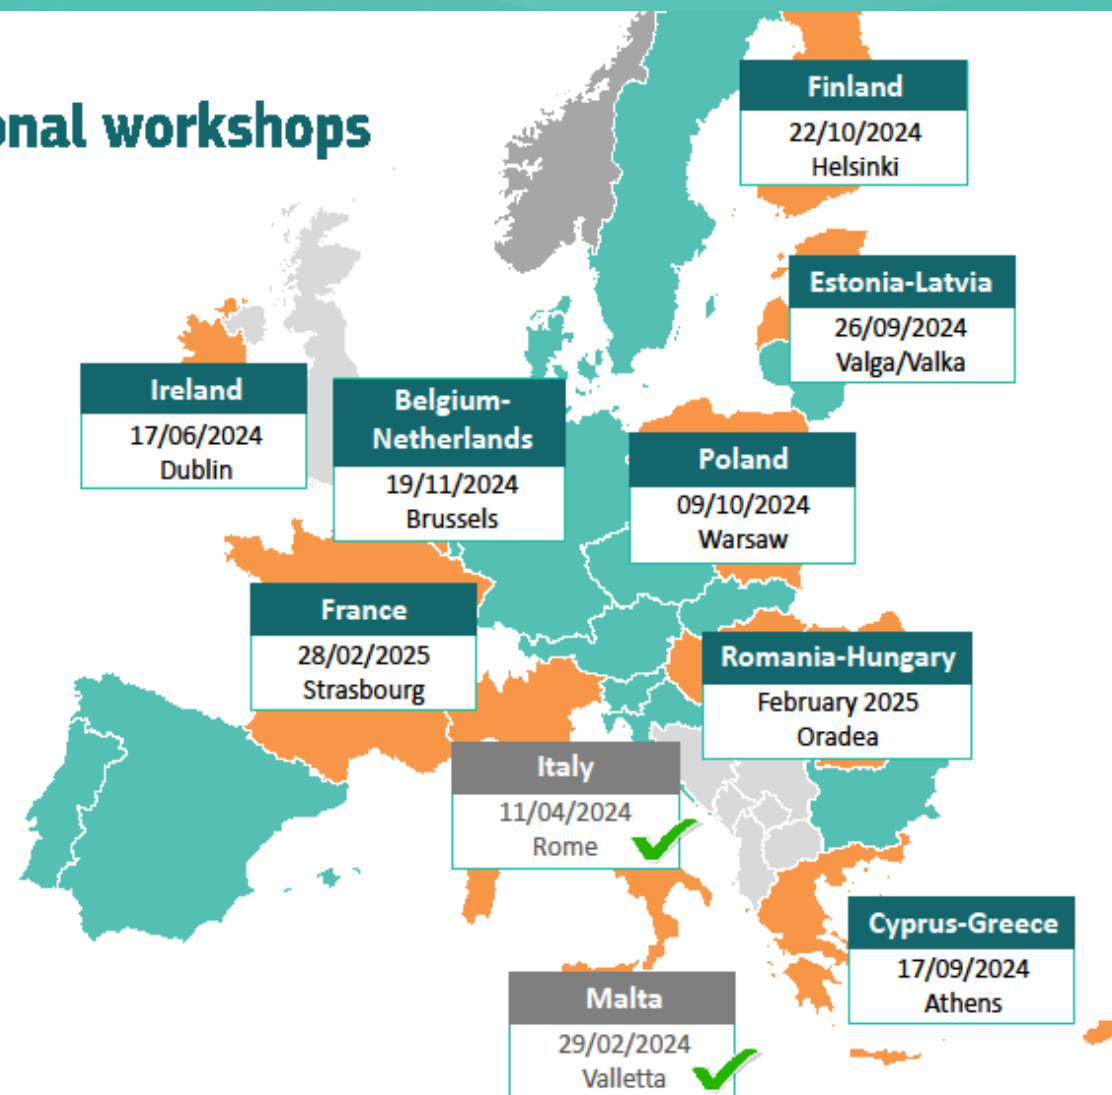 onal workshops
Finland
22/10/2024
Helsinki
Estonia-Latvia
26/09/2024
Valga/Valka
Ireland
17/06/2024
Dublin
Belgium-
Netherlands
19/11/2024
Brussels
Poland
09/10/2024
Warsaw
France
28/02/2025
Strasbourg
Romania-Hungary
February 2025
Oradea
Italy
11/04/2024
Rome
Cyprus-Greece
17/09/2024
Athens
Malta
29/02/2024
Valletta